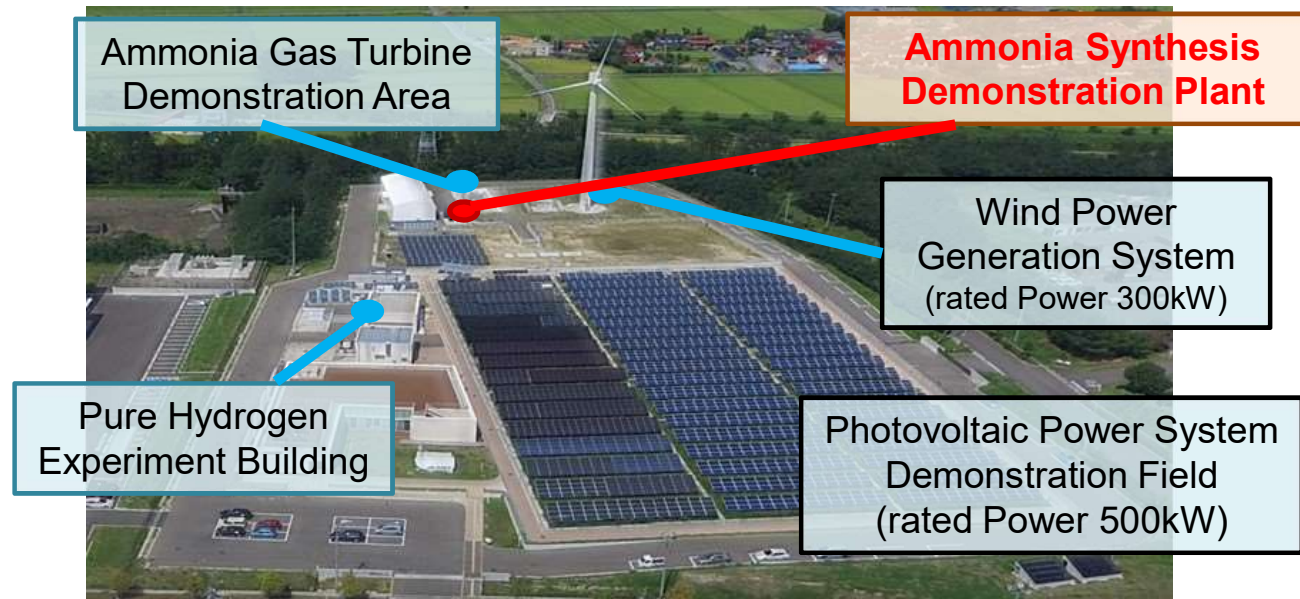 Ammonia Gas Turbine
Demonstration Area
Ammonia Synthesis
Demonstration Plant
Wind Power
Generation System
(rated Power 300kW)
Pure Hydrogen
Experiment Building
Photovoltaic Power System
Demonstration Field
(rated Power 500kW)